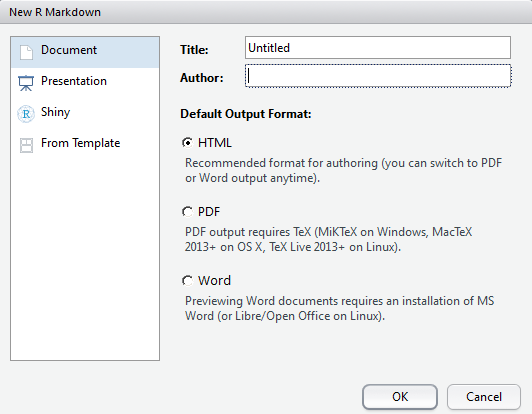 New R Markdown
Document
Presentation
Shiny
From Template
Title: Untitled
Author:
Default Output Format:
HTML
Recommended format for authoring (you can switch to PDF
or Word output anytime).
PDF
PDF output requires TeX (MiKTeX on Windows, MacTeX
2013+ on OS X, TeX Live 2013+ on Linux).
Word
Previewing Word documents requires an installation of MS
Word (or Libre/Open Office on Linux).
OK Cancel